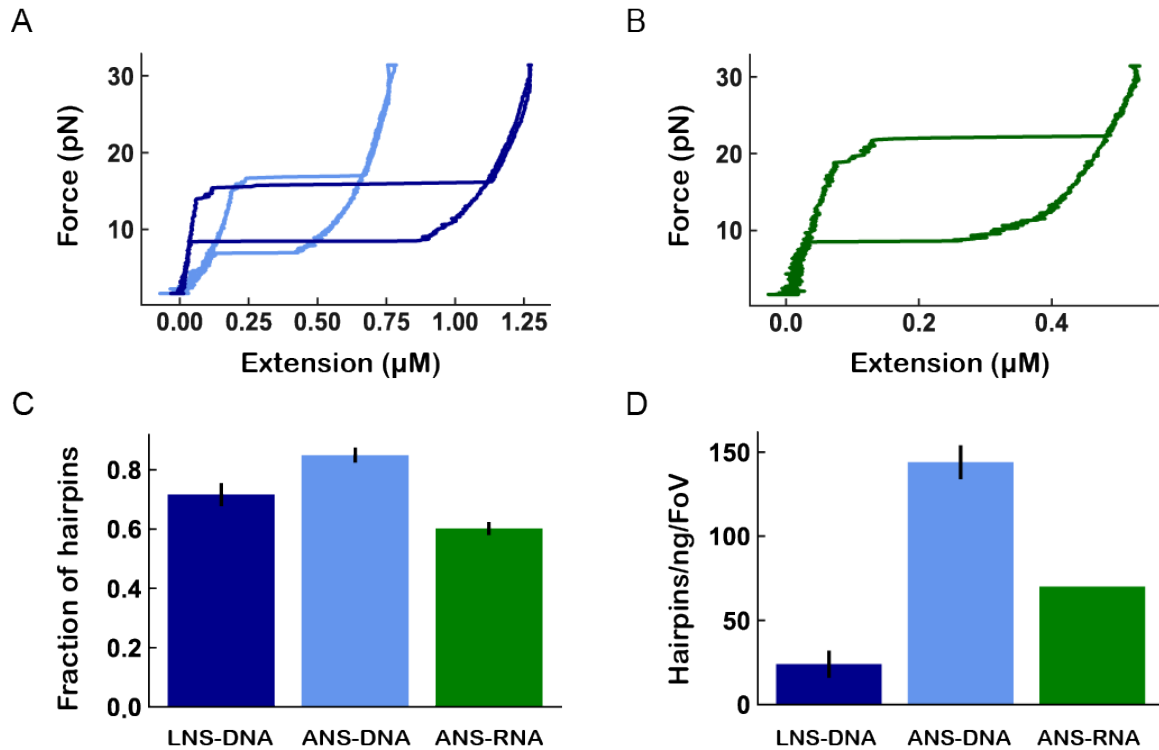 A
Force (pN)
30
20
10
0.00 0.25 0.50 0.75 1.00 1.25
Extension (µM)
B
Force (pN)
30
20
10
0.0 0.2 0.4
Extension (µM)
C
Fraction of hairpins
0.8
0.6
0.4
0.2
0.0
LNS-DNA ANS-DNA ANS-RNA
D
Hairpins/ng/FoV
150
100
50
0
LNS-DNA ANS-DNA ANS-RNA